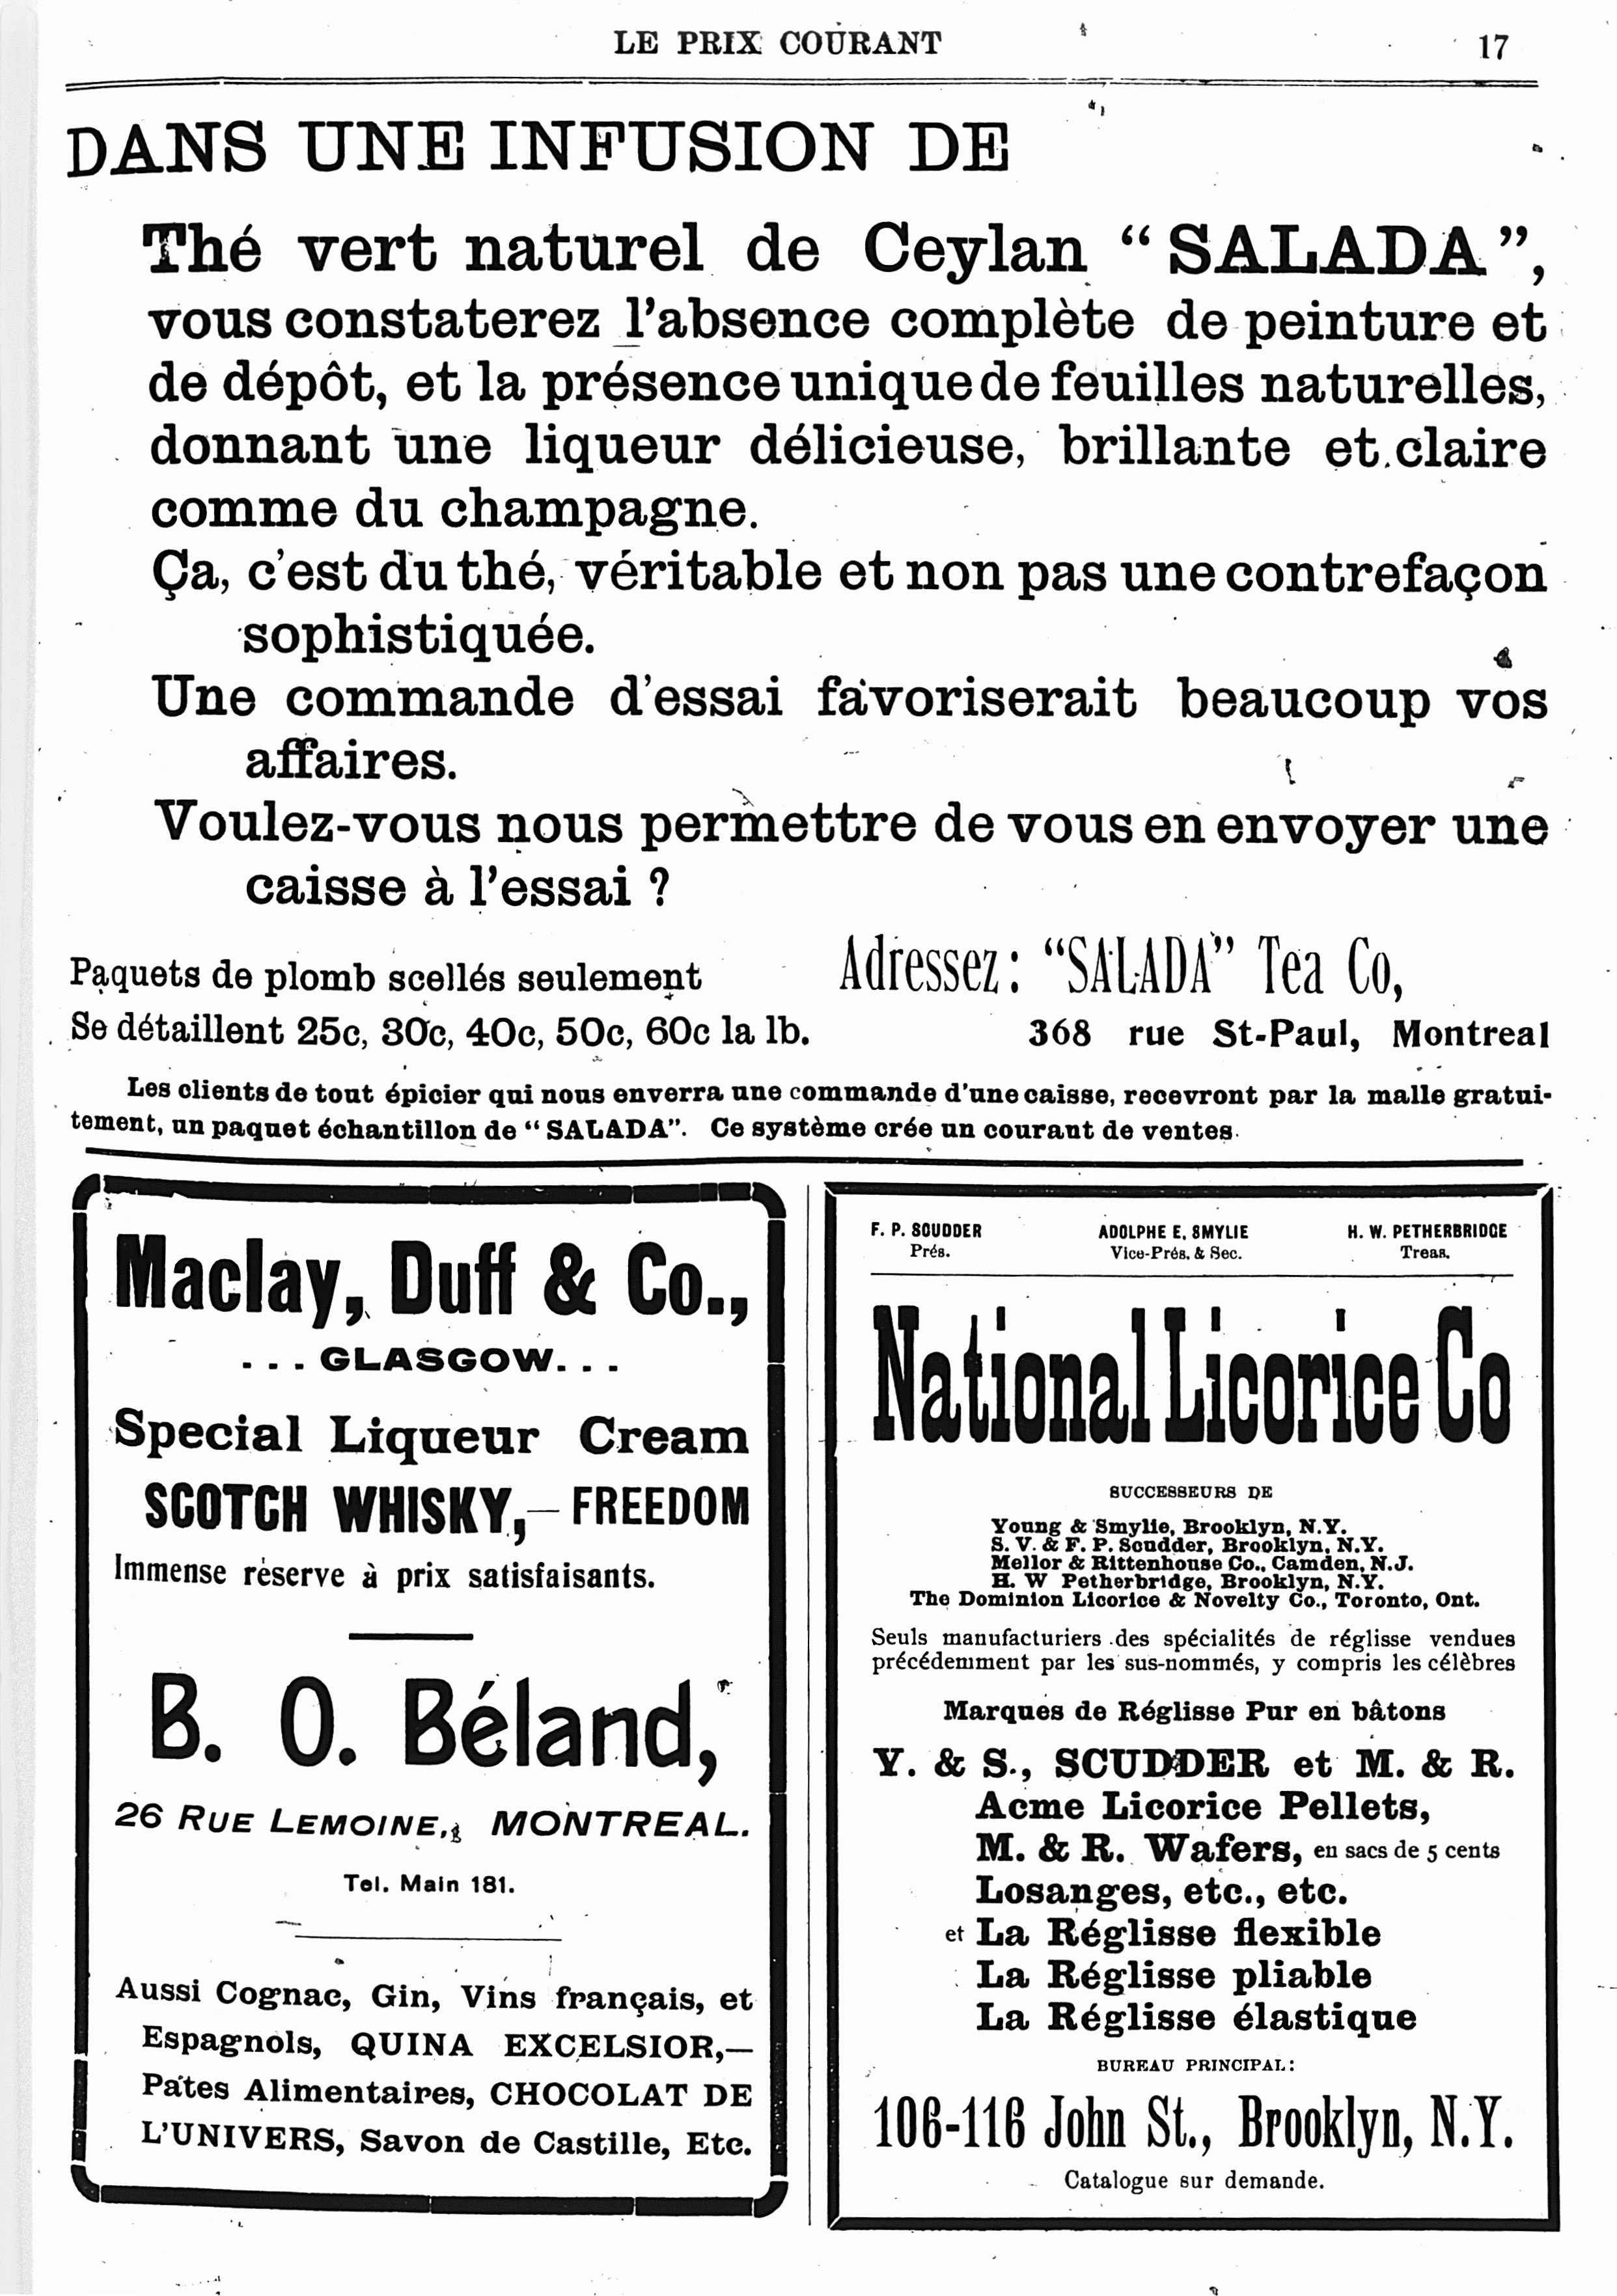 LE PRIX COURANT 17
DANS UNE INFUSION DE
Thé vert naturel de Ceylan “SALADA”,
vous constaterez l’absence complète de peinture et
de dépôt, et la présence unique de feuilles naturelles,
donnant une liqueur délicieuse, brillante et claire
comme du champagne.
Ça, c’est du thé, véritable et non pas une contrefaçon
sophistiquée.
Une commande d’essai favoriserait beaucoup vos
affaires.
Voulez-vous nous permettre de vous en envoyer une
caisse à l’essai ?
Paquets de plomb scellés seulement
Se détaillent 25c, 30c, 40c, 50c, 60c la lb.
Adressez : “SALADA” Tea Co,
368 rue St-Paul, Montreal
Les clients de tout épicier qui nous enverra une commande d’une caisse, recevront par la malle gratui-
tement, un paquet échantillon de “SALADA”. Ce système crée un courant de ventes.
Maclay, Duff & Co.,
...GLASGOW...
Special Liqueur Cream
SCOTCH WHISKY,— FREEDOM
Immense réserve à prix satisfaisants.
B. O. Béland,
26 RUE LEMOINE, MONTREAL.
Tel. Main 181.
Aussi Cognac, Gin, Vins français, et
Espagnols, QUINA EXCELSIOR,—
Pates Alimentaires, CHOCOLAT DE
L’UNIVERS, Savon de Castille, Etc.
F. P. SCUDDER ADOLPHE E. SMYLIE H. W. PETHERBRIDGE
Prés. Vice-Prés. & Sec. Treas.
National Licorice Co
SUCCESSEURS DE
Young & Smylie, Brooklyn, N.Y.
S. V. & F. P. Scudder, Brooklyn, N.Y.
Mellor & Rittenhouse Co., Camden, N.J.
H. W Petherbridge, Brooklyn, N.Y.
The Dominion Licorice & Novelty Co., Toronto, Ont.
Seuls manufacturiers des spécialités de réglisse vendues
précédemment par les sus-nommés, y compris les célèbres
Marques de Réglisse Pur en bâtons
Y. & S., SCUDDER et M. & R.
Acme Licorice Pellets,
M. & R. Wafers, en sacs de 5 cents
Losanges, etc., etc.
et La Réglisse flexible
La Réglisse pliable
La Réglisse élastique
BUREAU PRINCIPAL:
106-116 John St., Brooklyn, N.Y.
Catalogue sur demande.